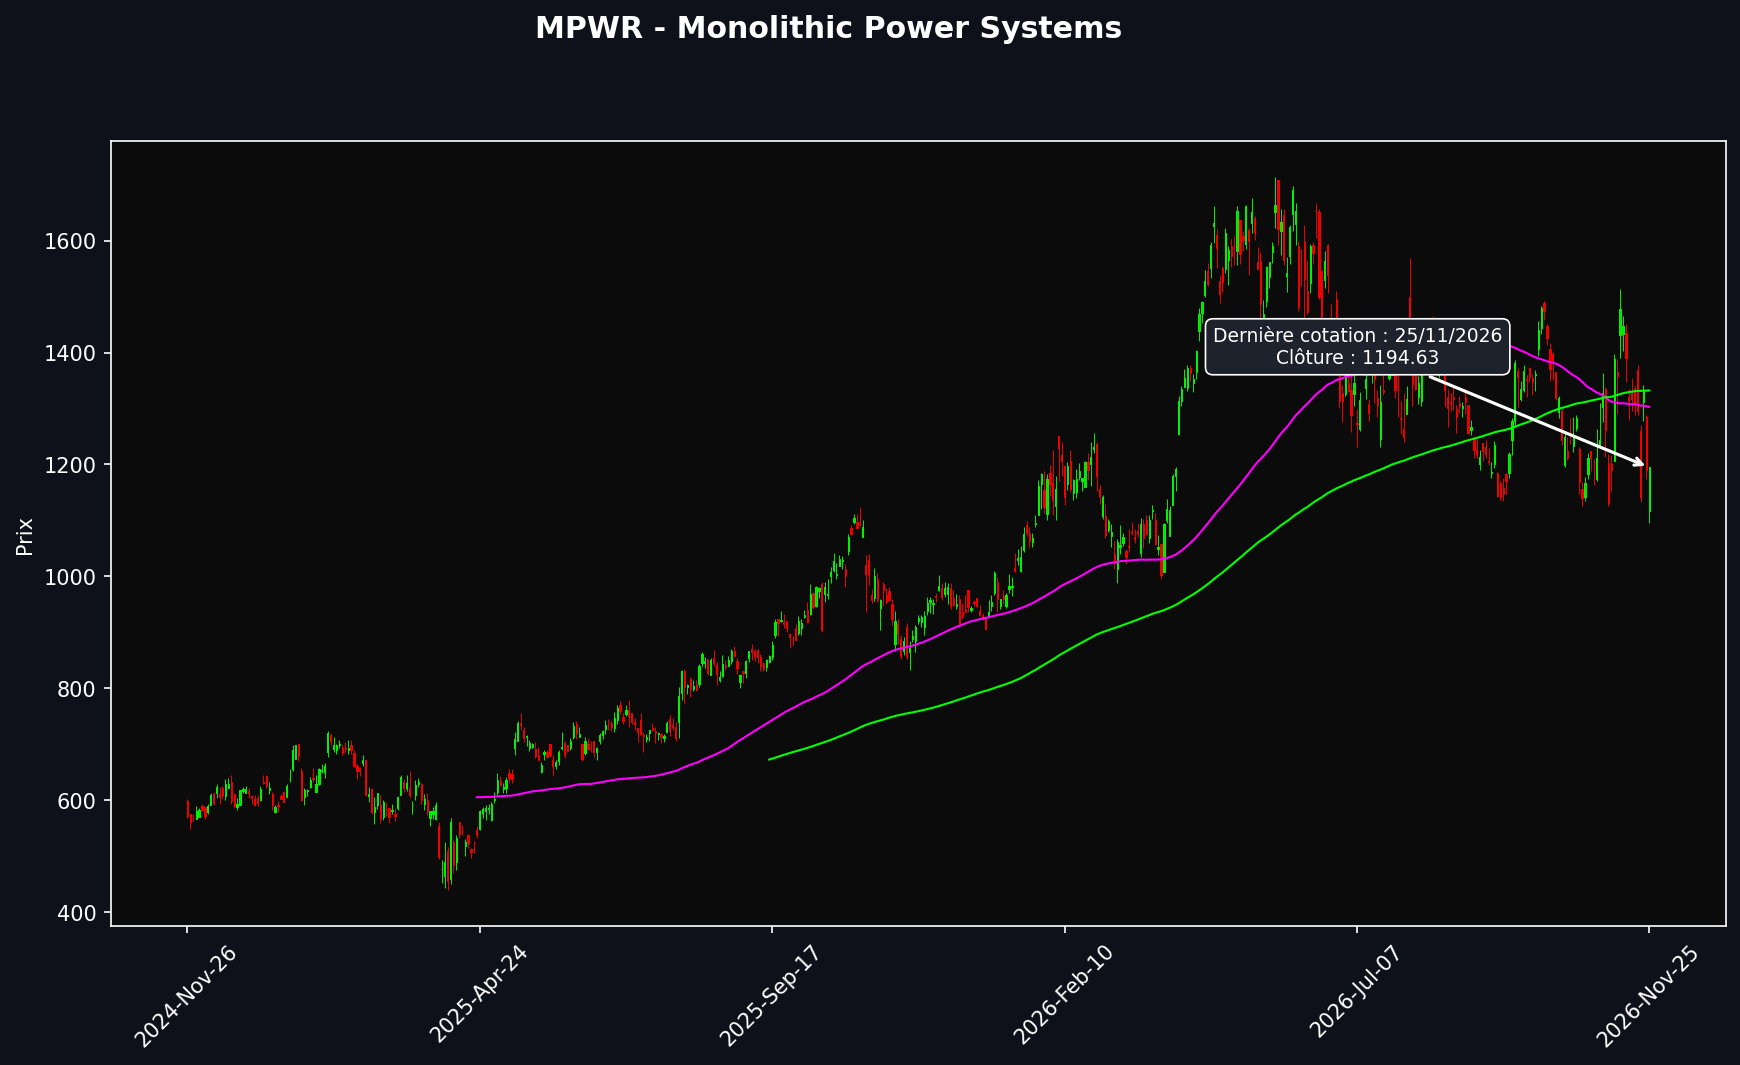 MPWR - Monolithic Power Systems
Prix
1600
1400
1200
1000
800
600
400
Dernière cotation : 25/11/2026
Clôture : 1194.63
2024-Nov-26
2025-Apr-24
2025-Sep-17
2026-Feb-10
2026-Jul-07
2026-Nov-25